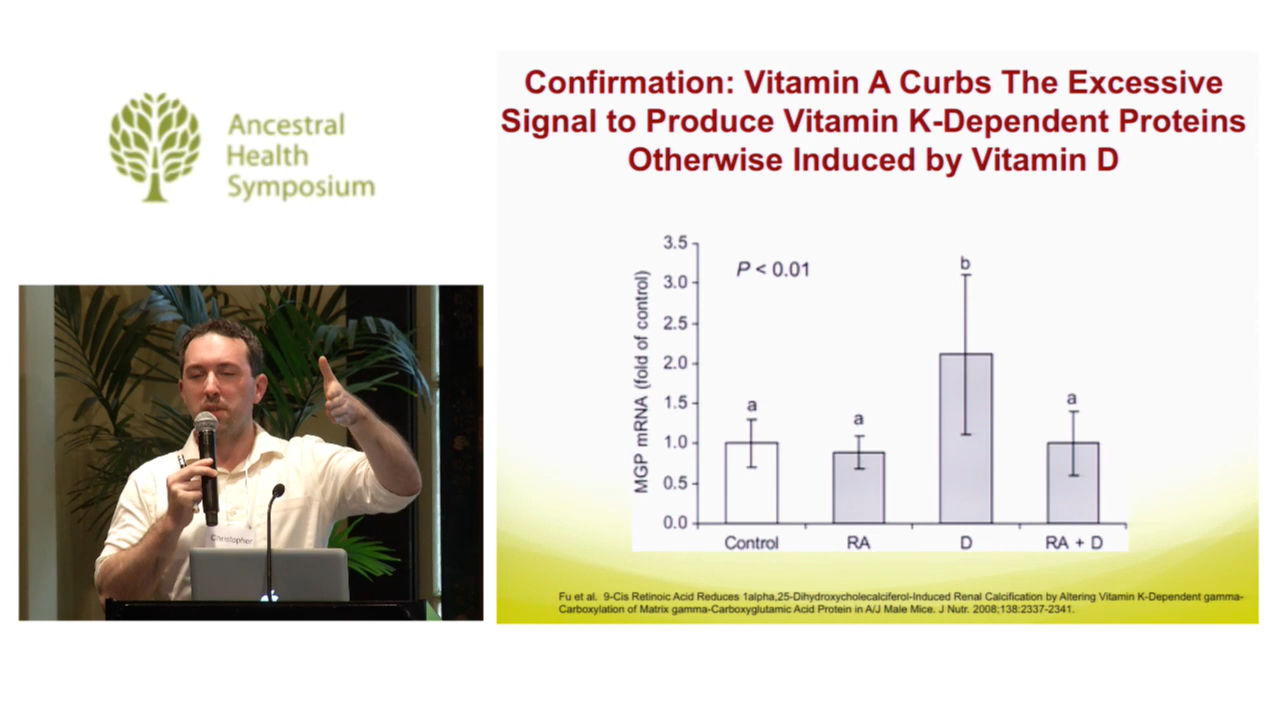 Ancestral
Health
Symposium
Christopher
Confirmation: Vitamin A Curbs The Excessive
Signal to Produce Vitamin K-Dependent Proteins
Otherwise Induced by Vitamin D
MGP mRNA (fold of control)
3.5
3.0
2.5
2.0
1.5
1.0
0.5
0.0
P < 0.01
a
a
b
a
Control RA D RA + D
Fu et al. 9-Cis Retinoic Acid Reduces 1alpha,25-Dihydroxycholecalciferol-Induced Renal Calcification by Altering Vitamin K-Dependent gamma-
Carboxylation of Matrix gamma-Carboxyglutamic Acid Protein in A/J Male Mice. J Nutr. 2008;138:2337-2341.